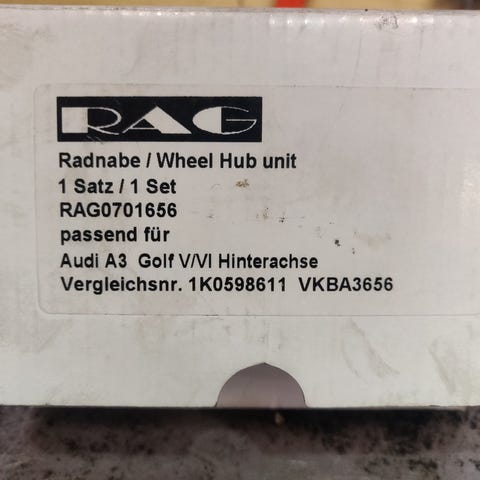 RAG
Radnabe / Wheel Hub unit
1 Satz / 1 Set
RAG0701656
passend für
Audi A3 Golf V/VI Hinterachse
Vergleichsnr. 1K0598611 VKBA3656